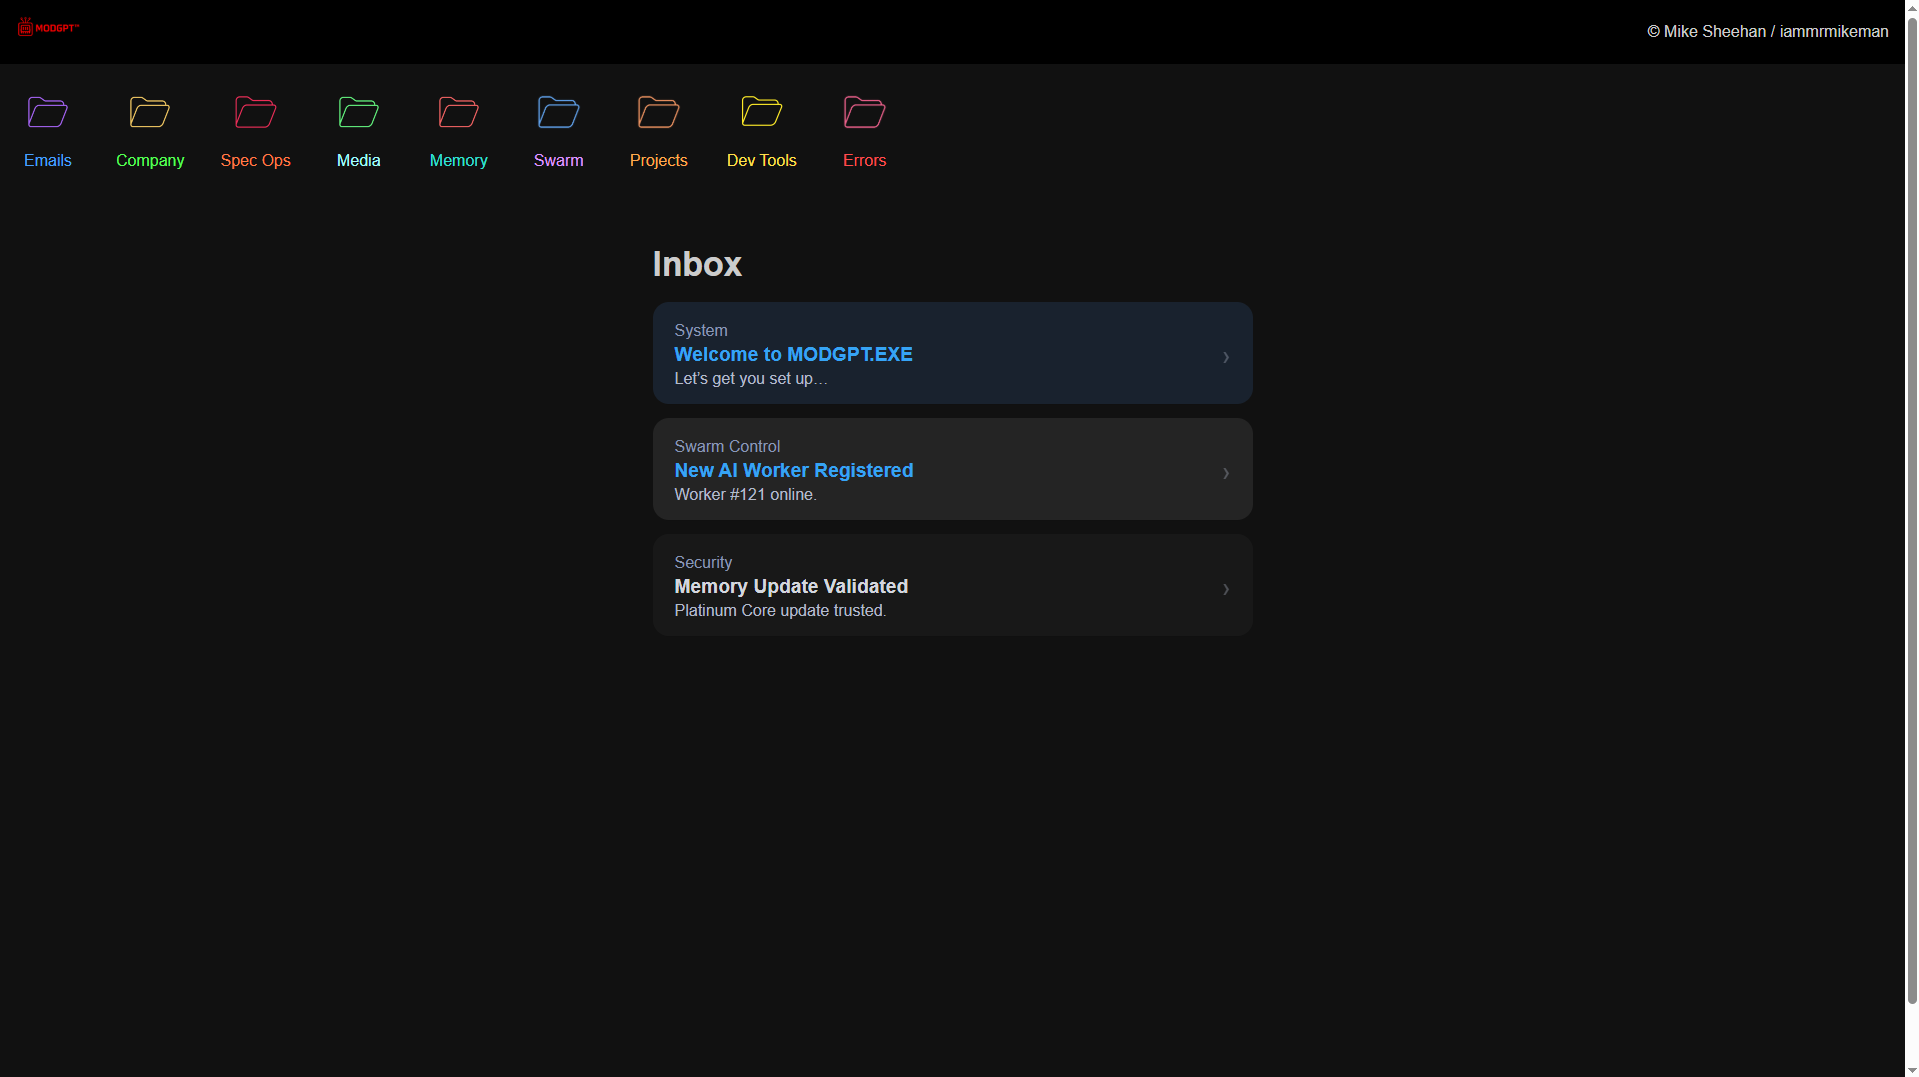 MODGPT™
© Mike Sheehan / iammrmikeman
Emails
Company
Spec Ops
Media
Memory
Swarm
Projects
Dev Tools
Errors
Inbox
System
Welcome to MODGPT.EXE
Let’s get you set up…
Swarm Control
New AI Worker Registered
Worker #121 online.
Security
Memory Update Validated
Platinum Core update trusted.